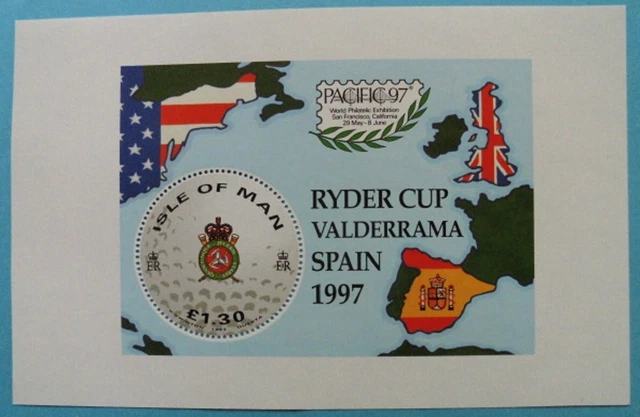 PACIFIC 97
World Philatelic Exhibition
San Francisco, California
29 May - 8 June
ISLE OF MAN
ER
ER
£1.30
RYDER CUP
VALDERRAMA
SPAIN
1997